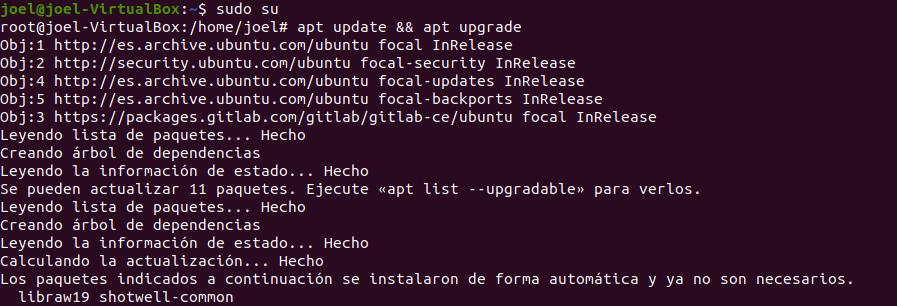 joel@joel-VirtualBox:~$ sudo su
root@joel-VirtualBox:/home/joel# apt update && apt upgrade
Obj:1 http://es.archive.ubuntu.com/ubuntu focal InRelease
Obj:2 http://security.ubuntu.com/ubuntu focal-security InRelease
Obj:4 http://es.archive.ubuntu.com/ubuntu focal-updates InRelease
Obj:5 http://es.archive.ubuntu.com/ubuntu focal-backports InRelease
Obj:3 https://packages.gitlab.com/gitlab/gitlab-ce/ubuntu focal InRelease
Leyendo lista de paquetes... Hecho
Creando árbol de dependencias
Leyendo la información de estado... Hecho
Se pueden actualizar 11 paquetes. Ejecute «apt list --upgradable» para verlos.
Leyendo lista de paquetes... Hecho
Creando árbol de dependencias
Leyendo la información de estado... Hecho
Calculando la actualización... Hecho
Los paquetes indicados a continuación se instalaron de forma automática y ya no son necesarios.
  libraw19 shotwell-common